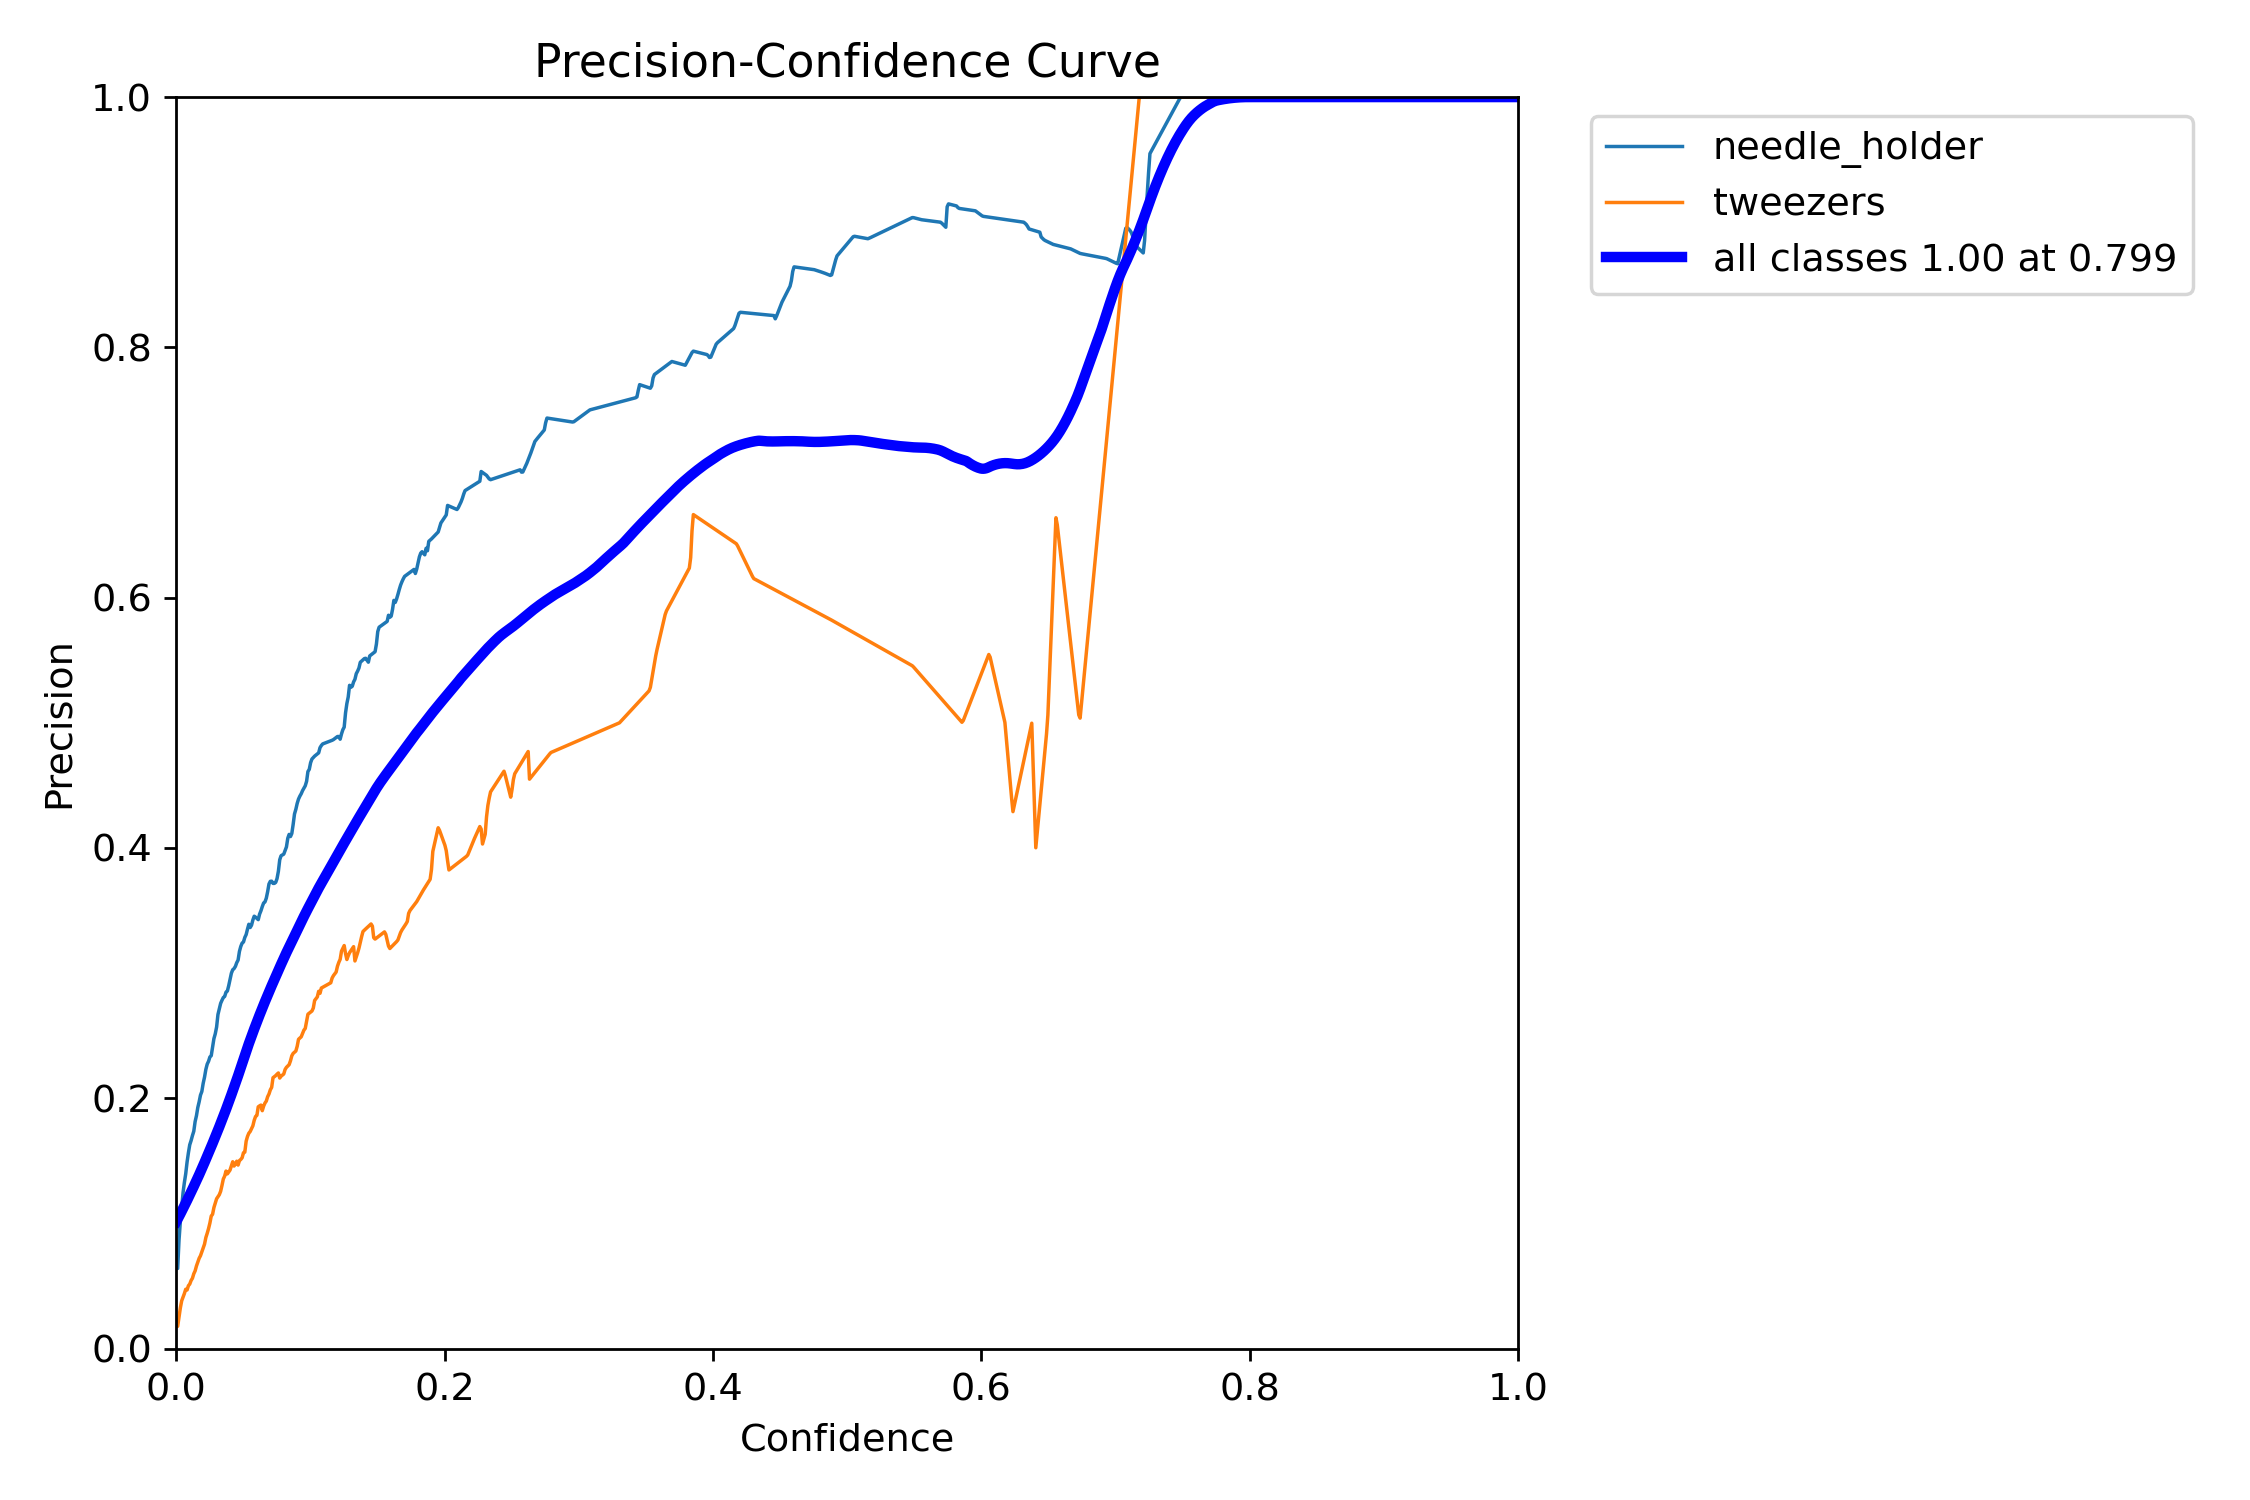 Precision-Confidence Curve
1.0
0.8
0.6
0.4
0.2
0.0
Precision
0.0 0.2 0.4 0.6 0.8 1.0
Confidence
needle_holder
tweezers
all classes 1.00 at 0.799